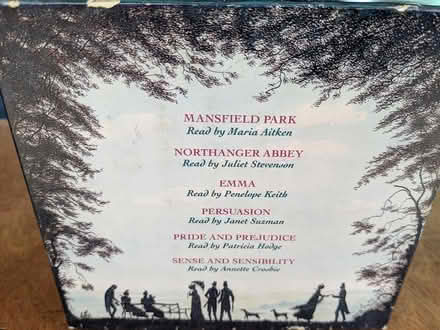 MANSFIELD PARK
Read by Maria Aitken
NORTHANGER ABBEY
Read by Juliet Stevenson
EMMA
Read by Penelope Keith
PERSUASION
Read by Janet Suzman
PRIDE AND PREJUDICE
Read by Patricia Hodge
SENSE AND SENSIBILITY
Read by Annette Crosbie